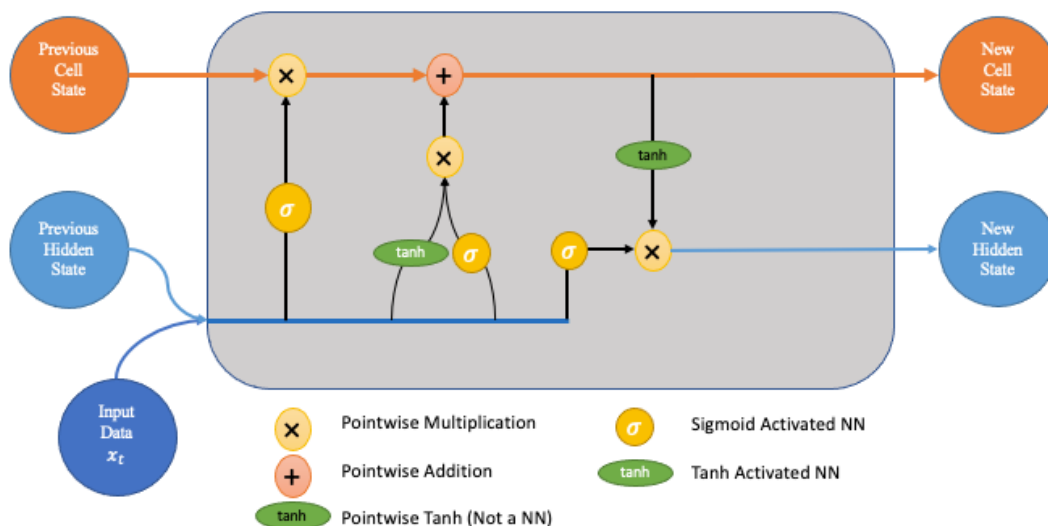 Previous
Cell
State
New
Cell
State
×
+
×
tanh
σ
Previous
Hidden
State
New
Hidden
State
tanh
σ
σ
×
Input
Data
xₜ
× Pointwise Multiplication
σ Sigmoid Activated NN
+ Pointwise Addition
tanh Tanh Activated NN
tanh Pointwise Tanh (Not a NN)